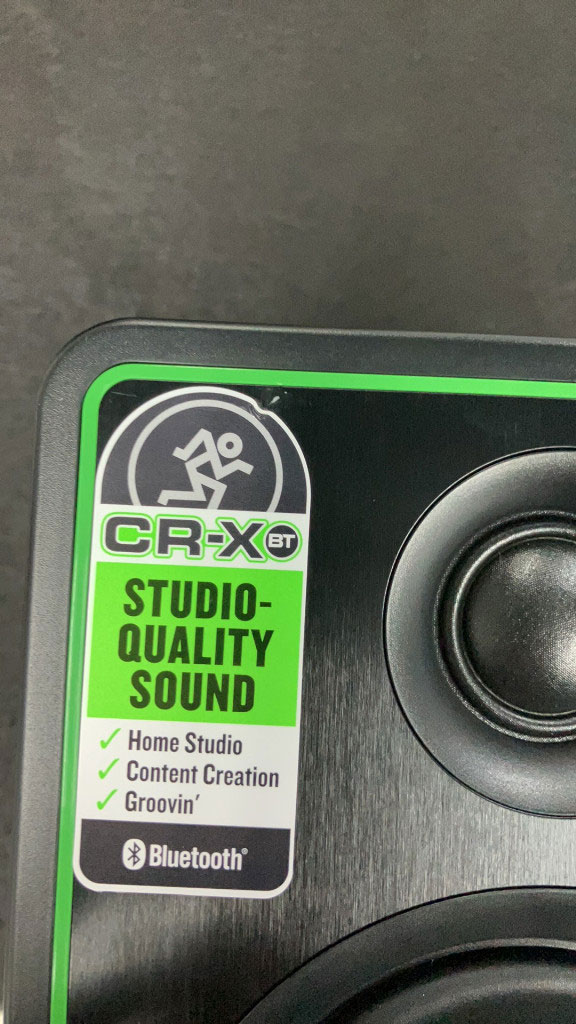 CR-X BT
STUDIO-
QUALITY
SOUND
✓ Home Studio
✓ Content Creation
✓ Groovin'
Bluetooth®